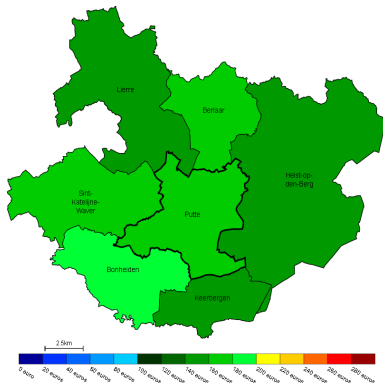 Lierre
Berlaar
Heist-op-
den-Berg
Sint-
Katelijne-
Waver
Putte
Bonheiden
Keerbergen
2.5km
0 euro
20 euros
40 euros
60 euros
80 euros
100 euros
120 euros
140 euros
160 euros
180 euros
200 euros
220 euros
240 euros
260 euros
280 euros